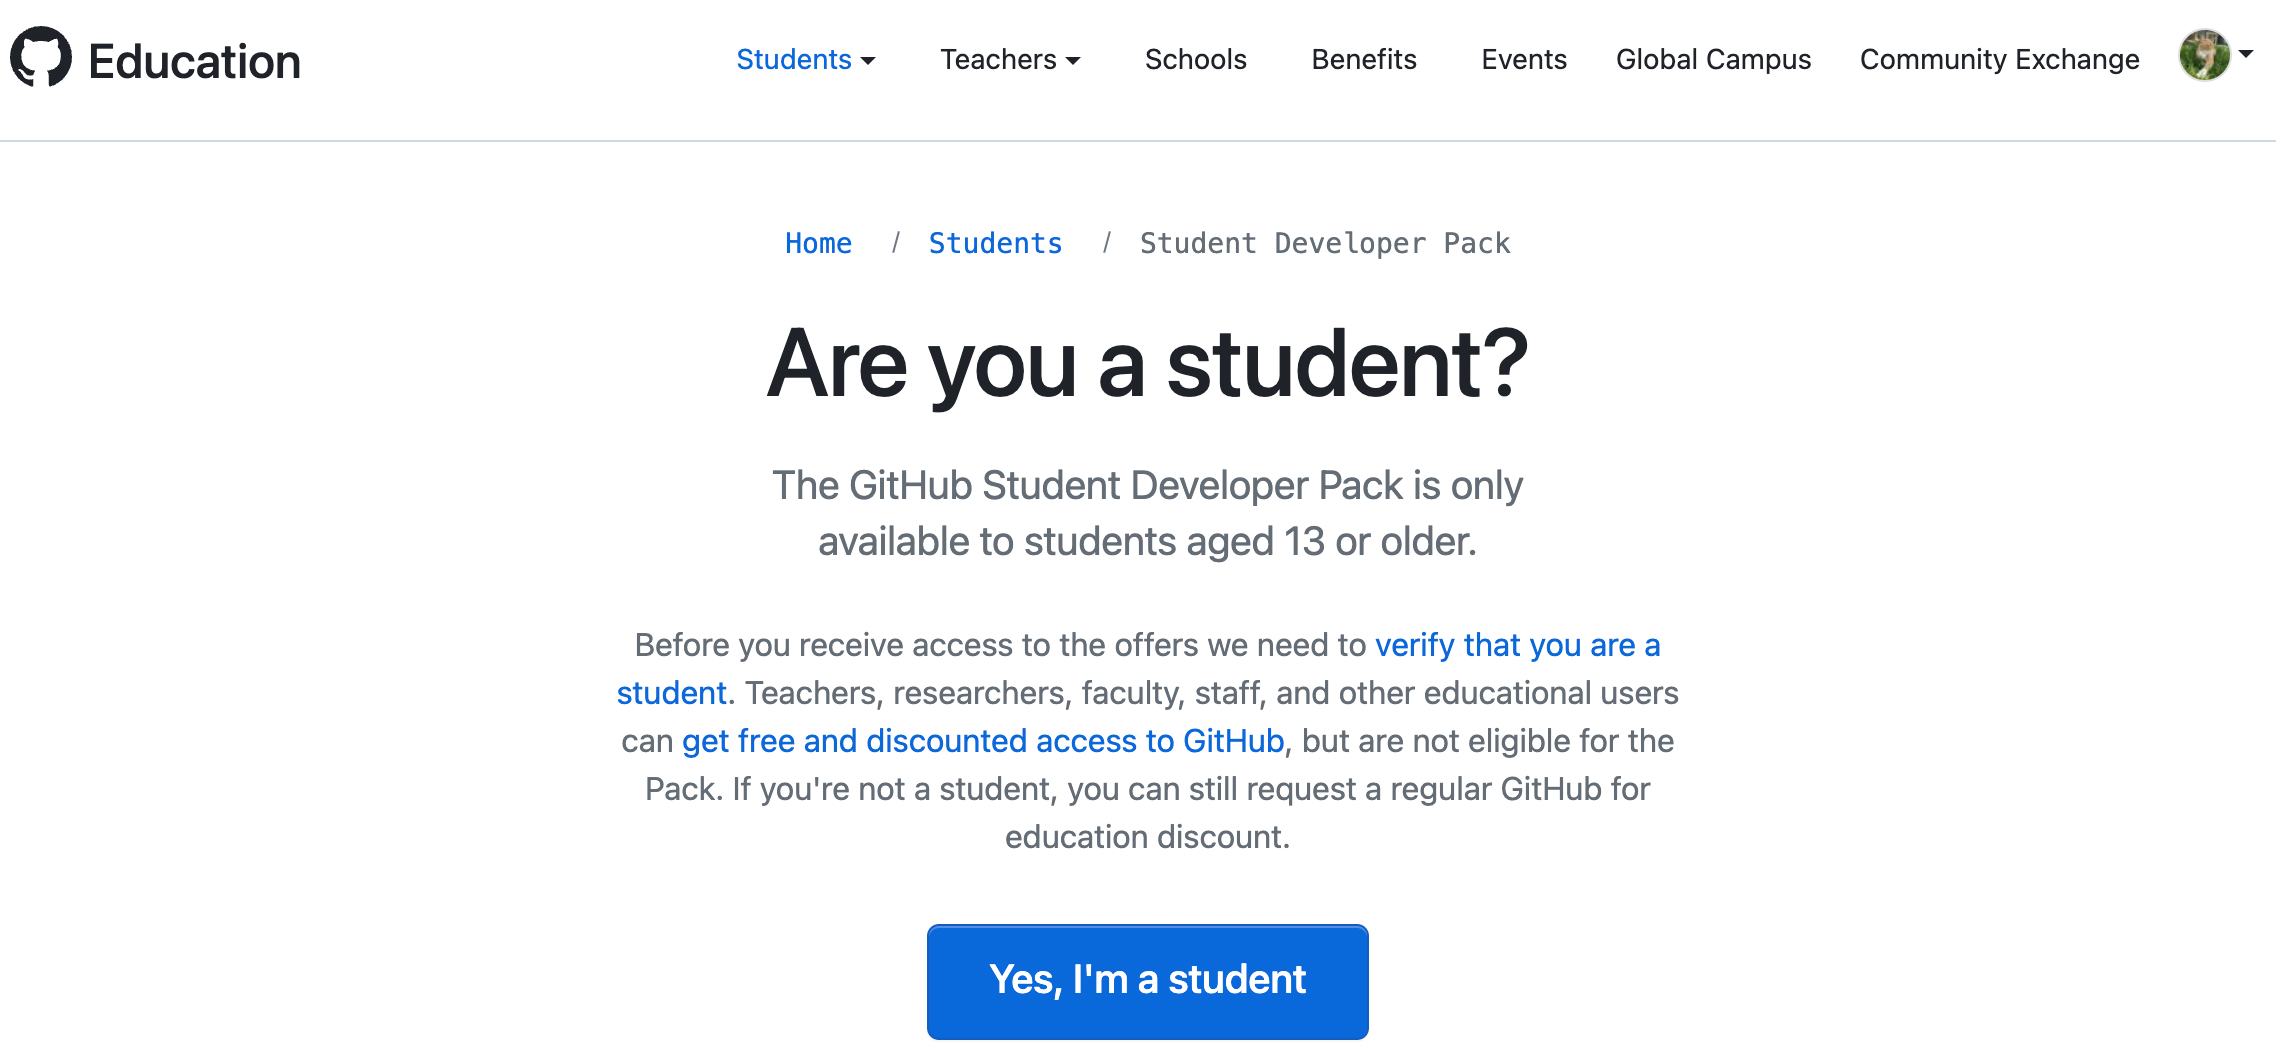 Education
Students
Teachers
Schools
Benefits
Events
Global Campus
Community Exchange
Home / Students / Student Developer Pack
Are you a student?
The GitHub Student Developer Pack is only
available to students aged 13 or older.
Before you receive access to the offers we need to verify that you are a
student. Teachers, researchers, faculty, staff, and other educational users
can get free and discounted access to GitHub, but are not eligible for the
Pack. If you're not a student, you can still request a regular GitHub for
education discount.
Yes, I'm a student